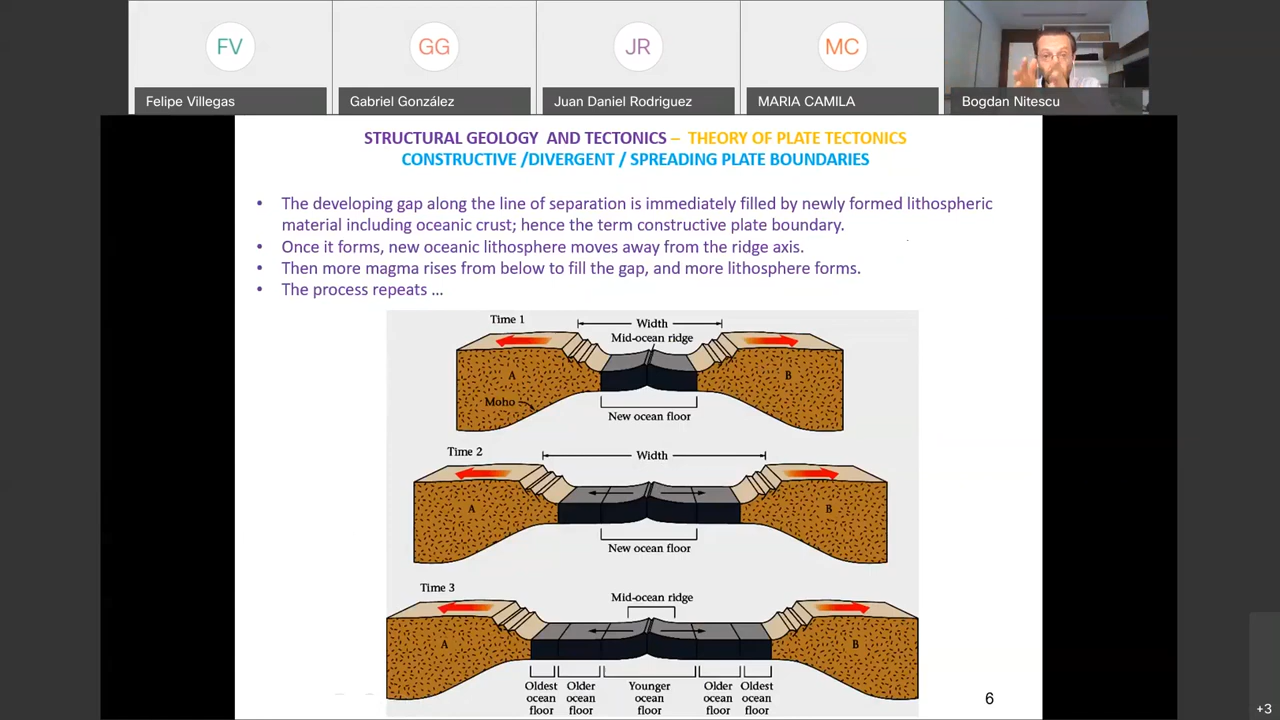 FV
GG
JR
MC
Felipe Villegas
Gabriel González
Juan Daniel Rodriguez
MARIA CAMILA
Bogdan Nitescu
STRUCTURAL GEOLOGY AND TECTONICS – THEORY OF PLATE TECTONICS
CONSTRUCTIVE /DIVERGENT / SPREADING PLATE BOUNDARIES
• The developing gap along the line of separation is immediately filled by newly formed lithospheric
material including oceanic crust; hence the term constructive plate boundary.
• Once it forms, new oceanic lithosphere moves away from the ridge axis.
• Then more magma rises from below to fill the gap, and more lithosphere forms.
• The process repeats ...
Time 1
Width
Mid-ocean ridge
A
B
Moho
New ocean floor
Time 2
Width
A
B
New ocean floor
Time 3
Mid-ocean ridge
A
B
Oldest ocean floor
Older ocean floor
Younger ocean floor
Older ocean floor
Oldest ocean floor
6
+3